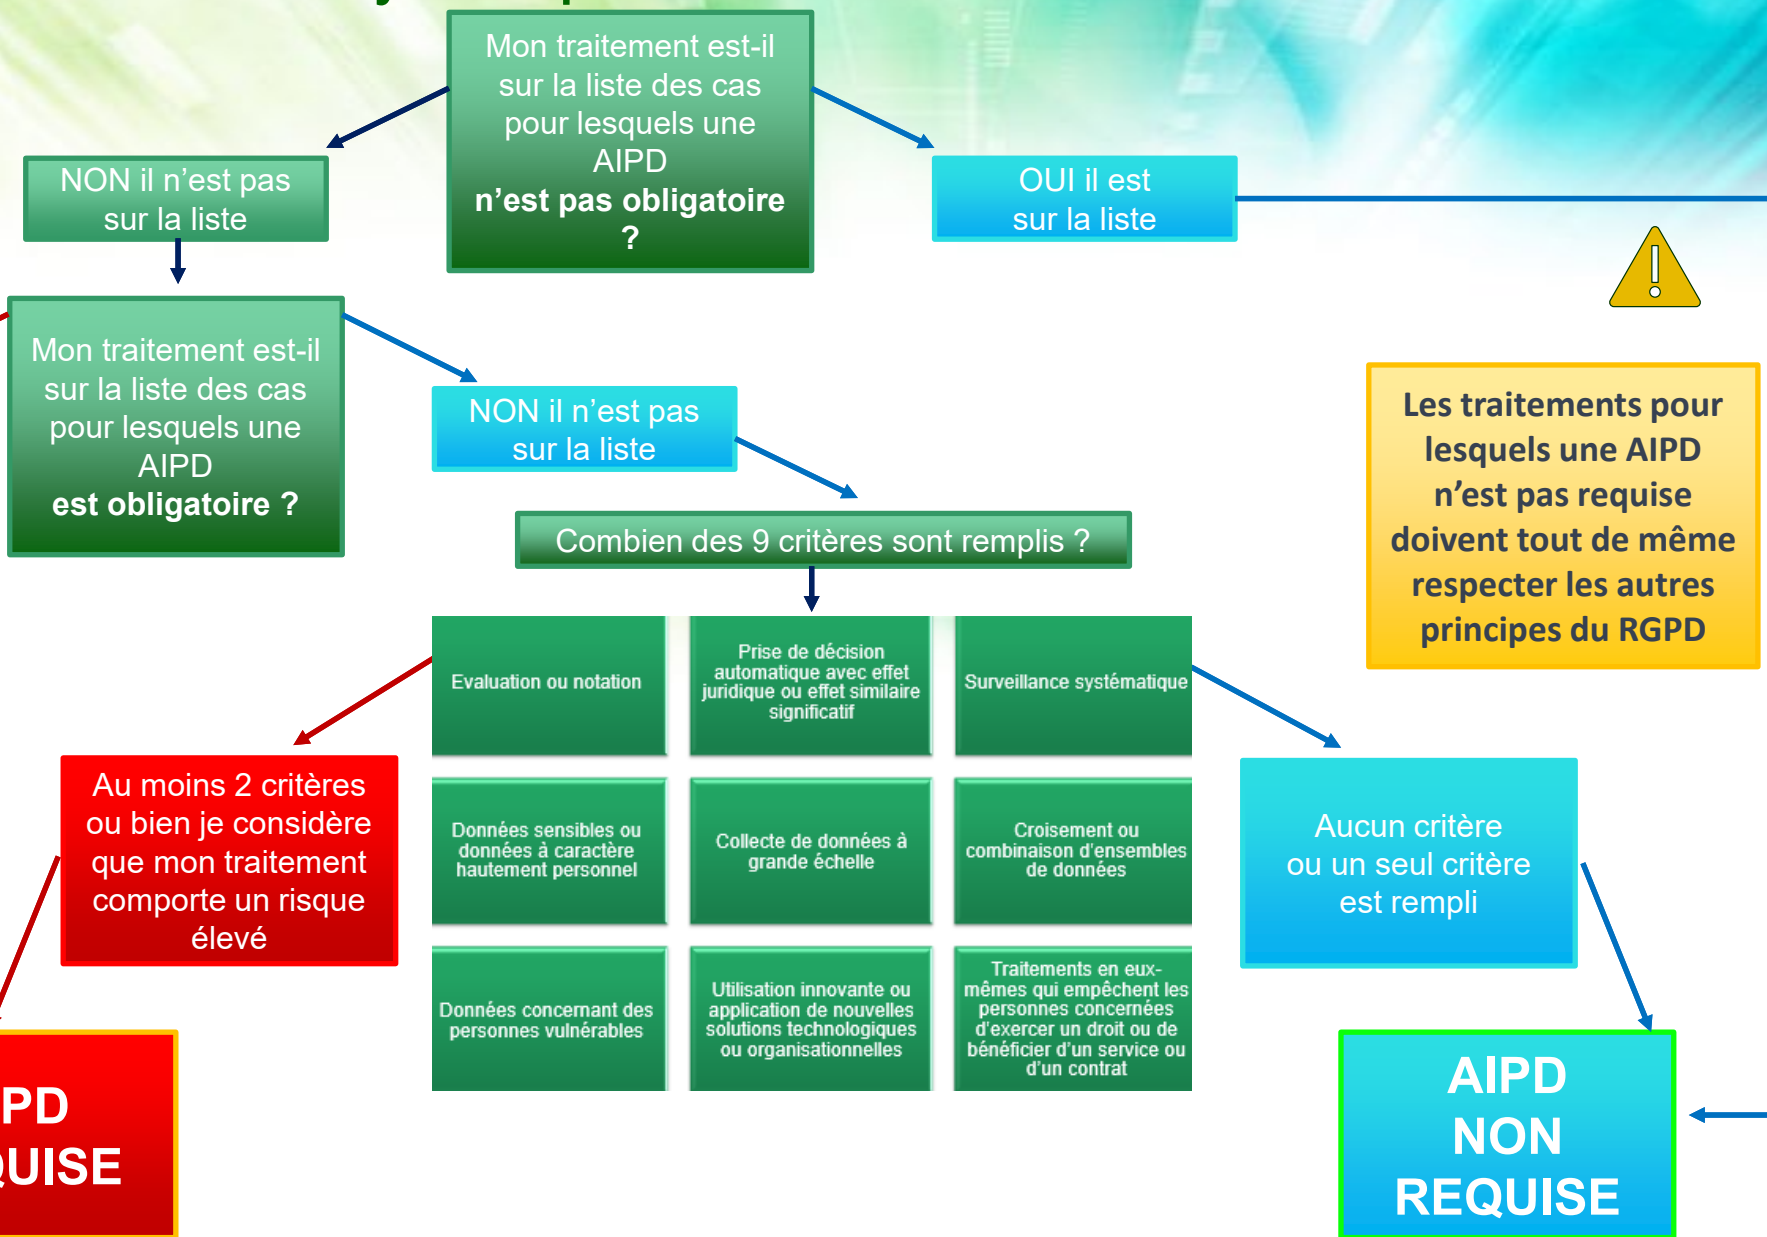 Mon traitement est-il
sur la liste des cas
pour lesquels une
AIPD
n’est pas obligatoire
?
NON il n’est pas
sur la liste
OUI il est
sur la liste
Mon traitement est-il
sur la liste des cas
pour lesquels une
AIPD
est obligatoire ?
NON il n’est pas
sur la liste
Les traitements pour
lesquels une AIPD
n’est pas requise
doivent tout de même
respecter les autres
principes du RGPD
Combien des 9 critères sont remplis ?
Evaluation ou notation
Prise de décision
automatique avec effet
juridique ou effet similaire
significatif
Surveillance systématique
Données sensibles ou
données à caractère
hautement personnel
Collecte de données à
grande échelle
Croisement ou
combinaison d’ensembles
de données
Données concernant des
personnes vulnérables
Utilisation innovante ou
application de nouvelles
solutions technologiques
ou organisationnelles
Traitements en eux-
mêmes qui empêchent les
personnes concernées
d’exercer un droit ou de
bénéficier d’un service ou
d’un contrat
Au moins 2 critères
ou bien je considère
que mon traitement
comporte un risque
élevé
Aucun critère
ou un seul critère
est rempli
PD
QUISE
AIPD
NON
REQUISE